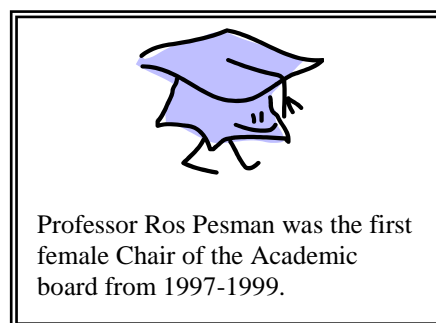 Professor Ros Pesman was the first
female Chair of the Academic
board from 1997-1999.